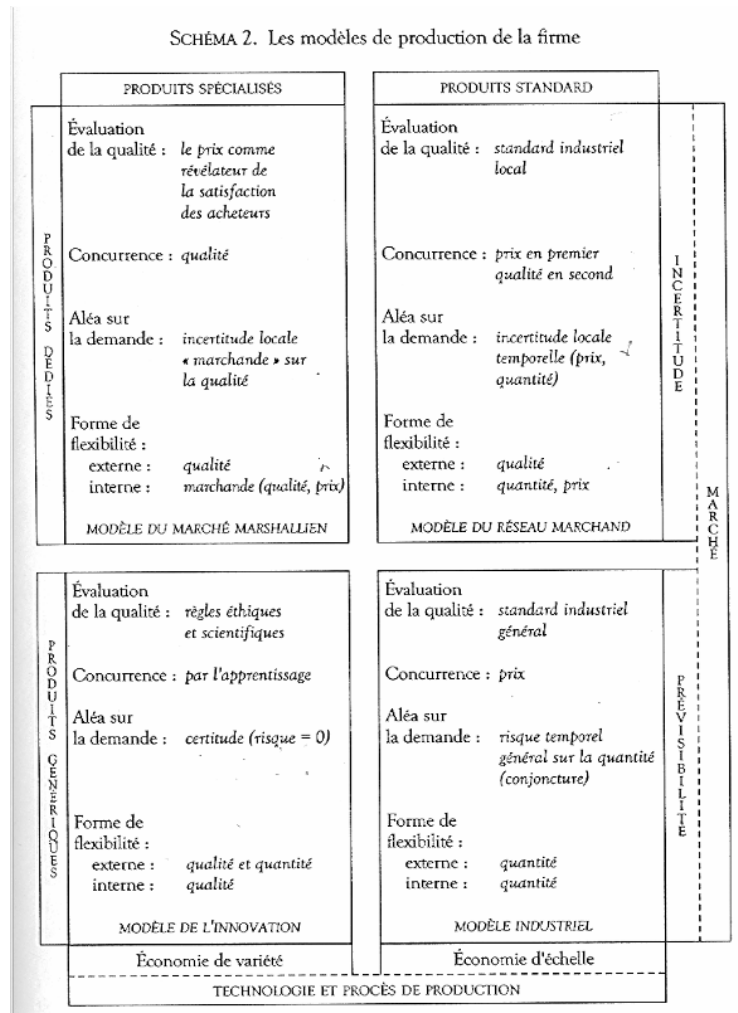 SCHÉMA 2. Les modèles de production de la firme
PRODUITS SPÉCIALISÉS
PRODUITS STANDARD
PRODUITS DÉDIÉS
Évaluation
de la qualité : le prix comme
révélateur de
la satisfaction
des acheteurs
Concurrence : qualité
Aléa sur
la demande : incertitude locale
« marchande » sur
la qualité
Forme de
flexibilité :
externe : qualité
interne : marchande (qualité, prix)
MODÈLE DU MARCHÉ MARSHALLIEN
Évaluation
de la qualité : standard industriel
local
Concurrence : prix en premier
qualité en second
Aléa sur
la demande : incertitude locale
temporelle (prix,
quantité)
Forme de
flexibilité :
externe : qualité
interne : quantité, prix
MODÈLE DU RÉSEAU MARCHAND
INCERTITUDE
MARCHÉ
PRODUITS GÉNÉRIQUES
Évaluation
de la qualité : règles éthiques
et scientifiques
Concurrence : par l'apprentissage
Aléa sur
la demande : certitude (risque = 0)
Forme de
flexibilité :
externe : qualité et quantité
interne : qualité
MODÈLE DE L'INNOVATION
Évaluation
de la qualité : standard industriel
général
Concurrence : prix
Aléa sur
la demande : risque temporel
général sur la quantité
(conjoncture)
Forme de
flexibilité :
externe : quantité
interne : quantité
MODÈLE INDUSTRIEL
PRÉVISIBILITÉ
Économie de variété
Économie d'échelle
TECHNOLOGIE ET PROCÈS DE PRODUCTION